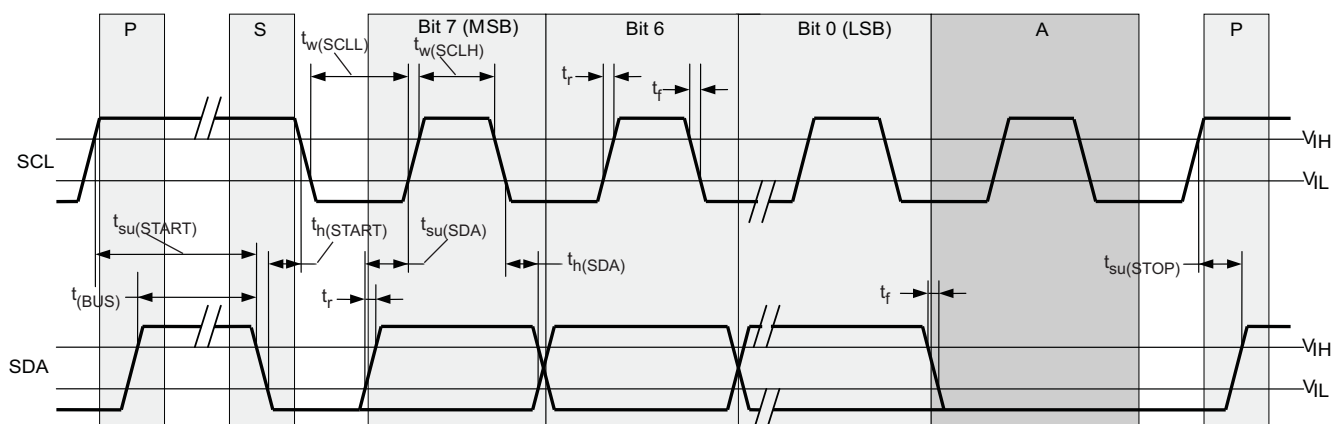 P
S
Bit 7 (MSB)
Bit 6
Bit 0 (LSB)
A
P
tw(SCLL)
tw(SCLH)
tr
tf
VIH
SCL
VIL
tsu(START)
th(START)
tsu(SDA)
th(SDA)
tsu(STOP)
t(BUS)
tr
tf
VIH
SDA
VIL